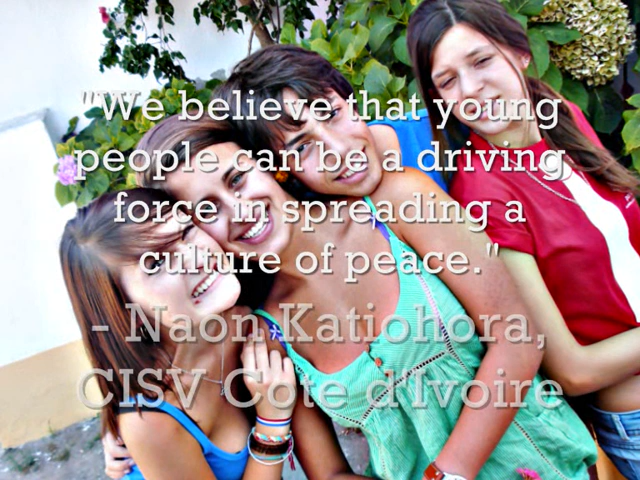 "We believe that young
people can be a driving
force in spreading a
culture of peace."
- Naon Katiohora,
CISV Cote d'Ivoire